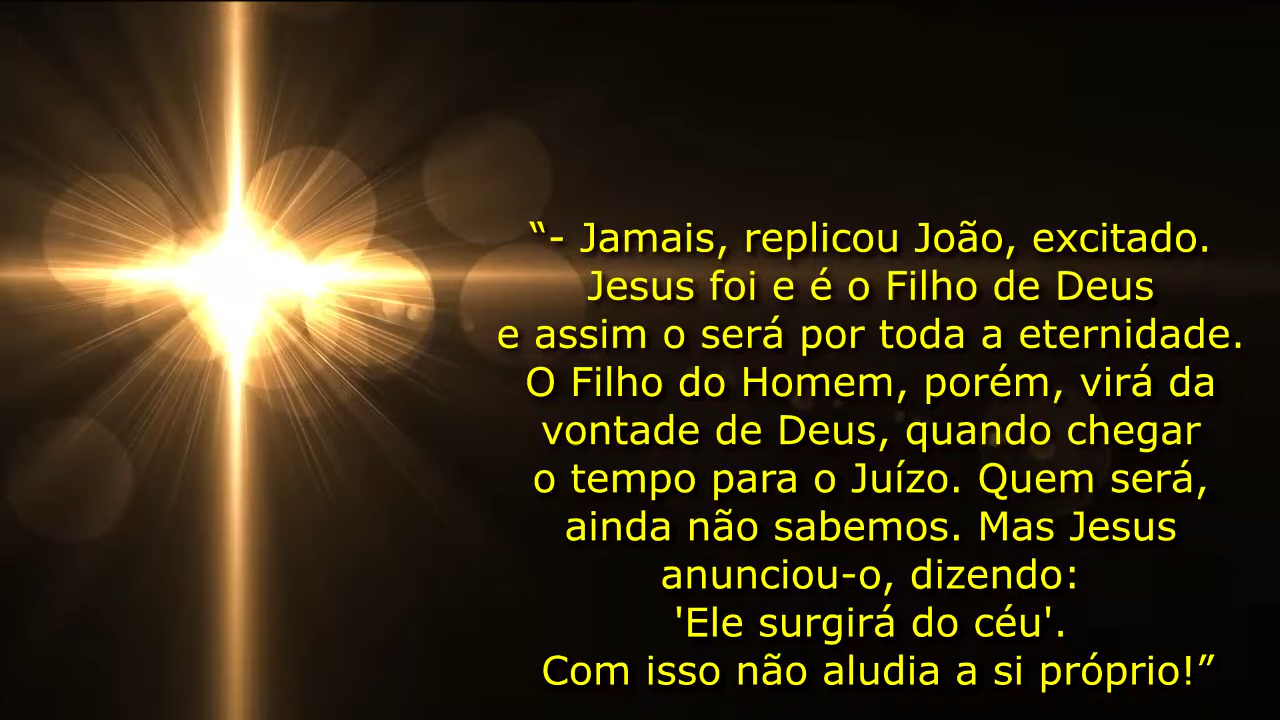 “- Jamais, replicou João, excitado.
Jesus foi e é o Filho de Deus
e assim o será por toda a eternidade.
O Filho do Homem, porém, virá da
vontade de Deus, quando chegar
o tempo para o Juízo. Quem será,
ainda não sabemos. Mas Jesus
anunciou-o, dizendo:
'Ele surgirá do céu'.
Com isso não aludia a si próprio!”